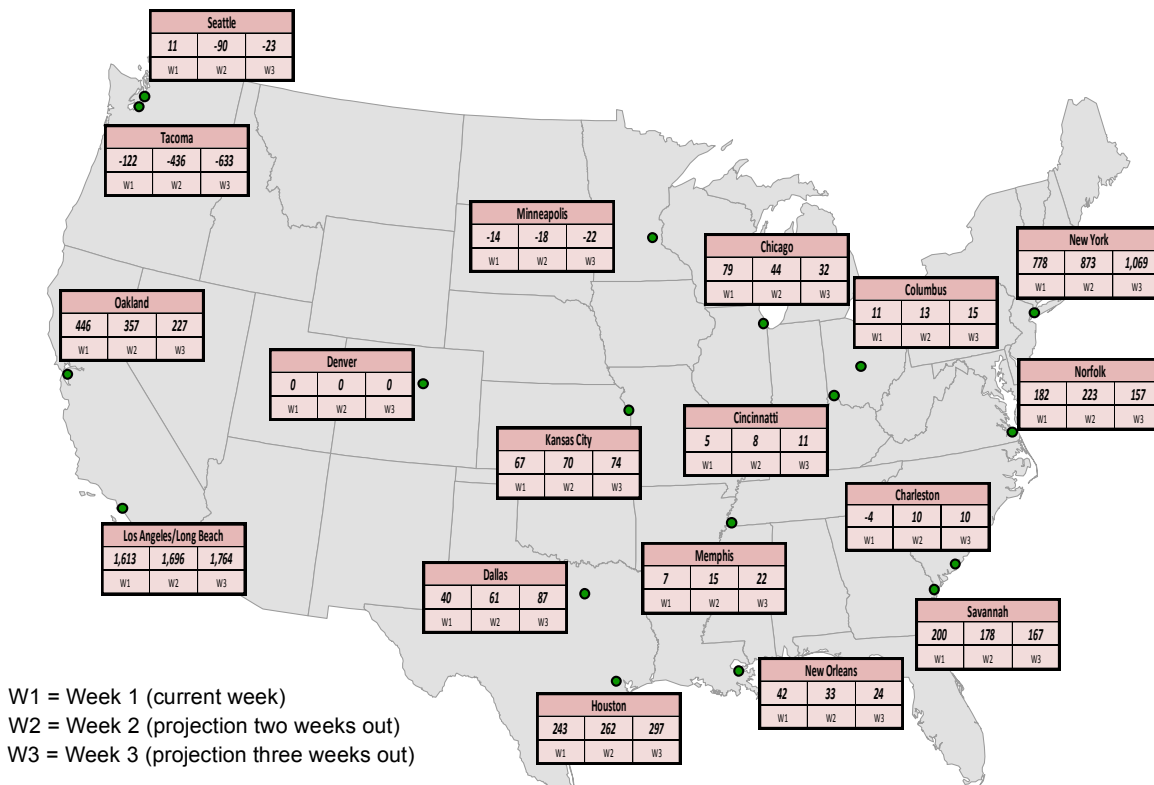 Seattle
11 -90 -23
W1 W2 W3
Tacoma
-122 -436 -633
W1 W2 W3
Minneapolis
-14 -18 -22
W1 W2 W3
Chicago
79 44 32
W1 W2 W3
New York
778 873 1,069
W1 W2 W3
Columbus
11 13 15
W1 W2 W3
Oakland
446 357 227
W1 W2 W3
Denver
0 0 0
W1 W2 W3
Norfolk
182 223 157
W1 W2 W3
Cincinnatti
5 8 11
W1 W2 W3
Kansas City
67 70 74
W1 W2 W3
Charleston
-4 10 10
W1 W2 W3
Los Angeles/Long Beach
1,613 1,696 1,764
W1 W2 W3
Memphis
7 15 22
W1 W2 W3
Dallas
40 61 87
W1 W2 W3
Savannah
200 178 167
W1 W2 W3
New Orleans
42 33 24
W1 W2 W3
Houston
243 262 297
W1 W2 W3
W1 = Week 1 (current week)
W2 = Week 2 (projection two weeks out)
W3 = Week 3 (projection three weeks out)